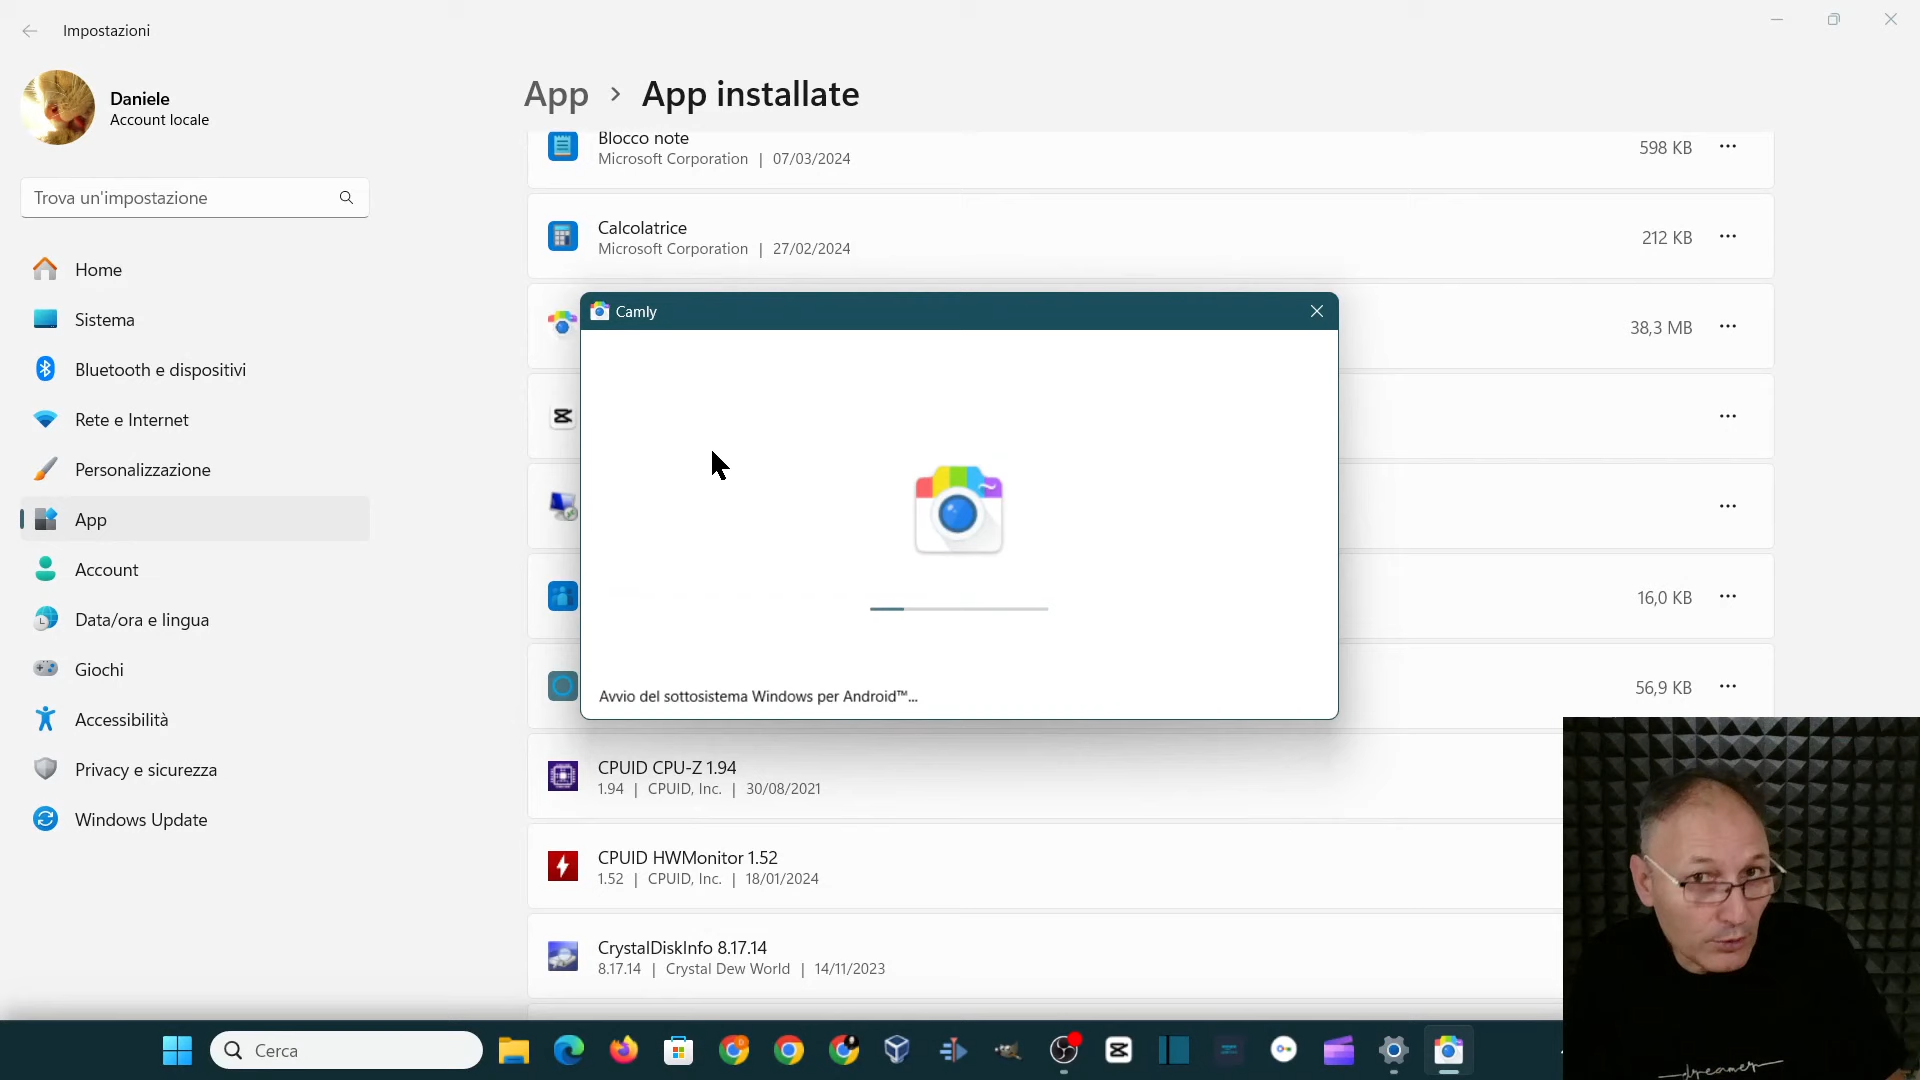 Impostazioni
Daniele
Account locale
Trova un'impostazione
Home
Sistema
Bluetooth e dispositivi
Rete e Internet
Personalizzazione
App
Account
Data/ora e lingua
Giochi
Accessibilità
Privacy e sicurezza
Windows Update
App > App installate
Blocco note
Microsoft Corporation | 07/03/2024
598 KB
Calcolatrice
Microsoft Corporation | 27/02/2024
212 KB
38,3 MB
16,0 KB
56,9 KB
Camly
Avvio del sottosistema Windows per Android™...
CPUID CPU-Z 1.94
1.94 | CPUID, Inc. | 30/08/2021
CPUID HWMonitor 1.52
1.52 | CPUID, Inc. | 18/01/2024
CrystalDiskInfo 8.17.14
8.17.14 | Crystal Dew World | 14/11/2023
Cerca